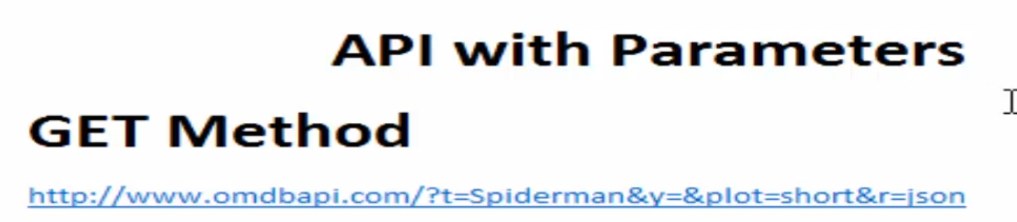 API with Parameters
GET Method
http://www.omdbapi.com/?t=Spiderman&y=&plot=short&r=json